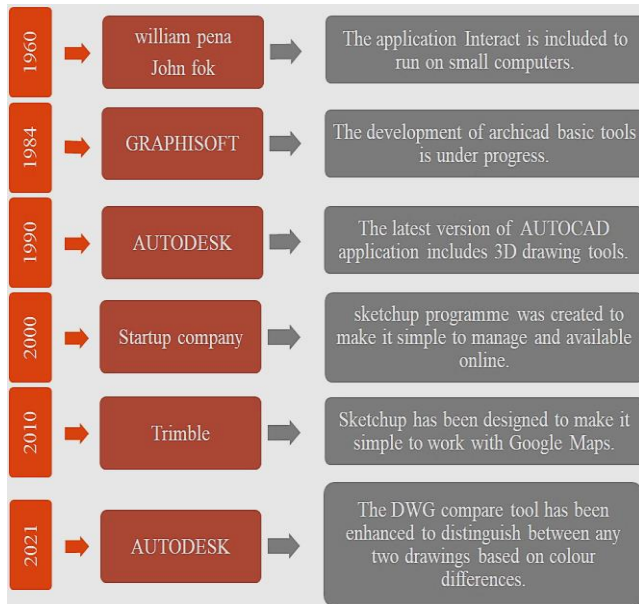 1960
william pena
John fok
The application Interact is included to
run on small computers.
1984
GRAPHISOFT
The development of archicad basic tools
is under progress.
1990
AUTODESK
The latest version of AUTOCAD
application includes 3D drawing tools.
2000
Startup company
sketchup programme was created to
make it simple to manage and available
online.
2010
Trimble
Sketchup has been designed to make it
simple to work with Google Maps.
2021
AUTODESK
The DWG compare tool has been
enhanced to distinguish between any
two drawings based on colour
differences.